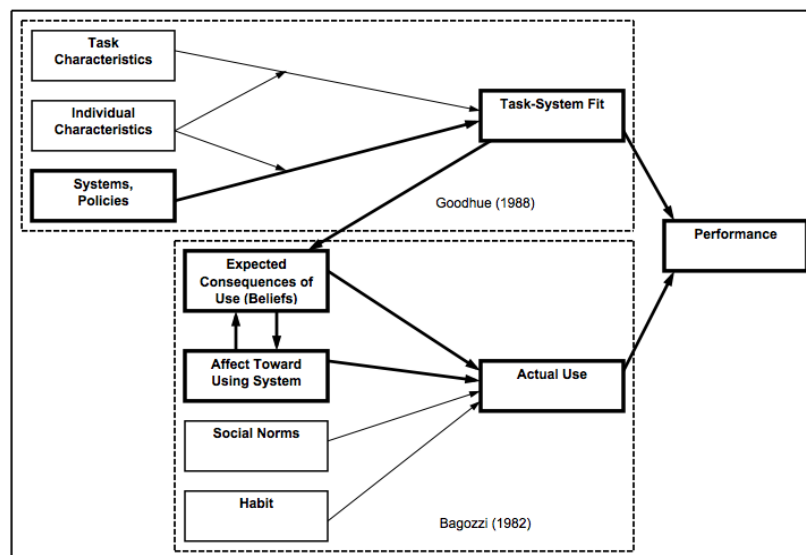 Task
Characteristics
Individual
Characteristics
Systems,
Policies
Task-System Fit
Goodhue (1988)
Performance
Expected
Consequences of
Use (Beliefs)
Affect Toward
Using System
Actual Use
Social Norms
Habit
Bagozzi (1982)